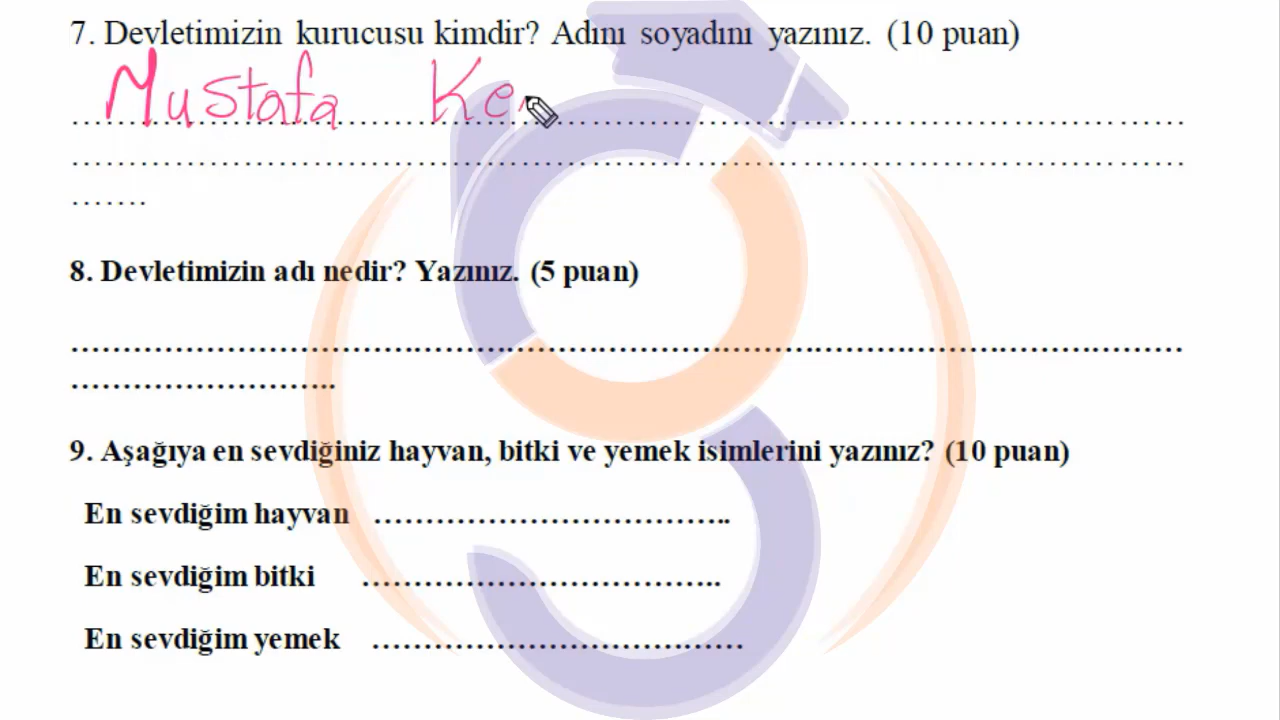 7. Devletimizin kurucusu kimdir? Adını soyadını yazınız. (10 puan)
Mustafa Ke
........................................................................................................
........................................................................................................
.......
8. Devletimizin adı nedir? Yazınız. (5 puan)
........................................................................................................
..........................
9. Aşağıya en sevdiğiniz hayvan, bitki ve yemek isimlerini yazınız? (10 puan)
En sevdiğim hayvan ...................................
En sevdiğim bitki ...................................
En sevdiğim yemek ...................................